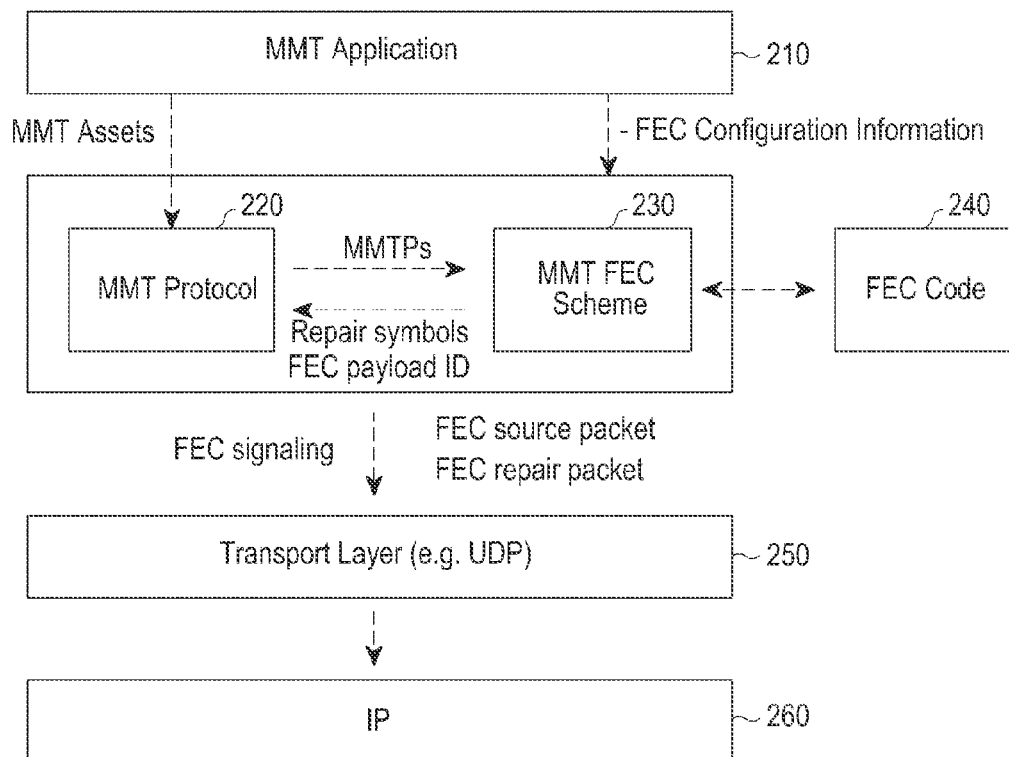 MMT Application
210
MMT Assets
- FEC Configuration Information
220
230
240
MMT Protocol
MMTPs
Repair symbols
FEC payload ID
MMT FEC
Scheme
FEC Code
FEC signaling
FEC source packet
FEC repair packet
Transport Layer (e.g. UDP)
250
IP
260